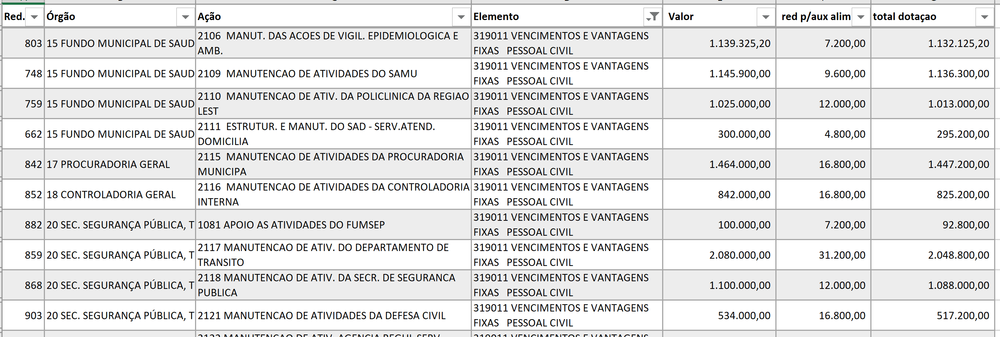 Red. Órgão Ação Elemento Valor red p/aux alim total dotaçao
803 15 FUNDO MUNICIPAL DE SAUD 2106  MANUT. DAS ACOES DE VIGIL. EPIDEMIOLOGICA E 319011 VENCIMENTOS E VANTAGENS 1.139.325,20 7.200,00 1.132.125,20
AMB. FIXAS   PESSOAL CIVIL
748 15 FUNDO MUNICIPAL DE SAUD 2109  MANUTENCAO DE ATIVIDADES DO SAMU 319011 VENCIMENTOS E VANTAGENS 1.145.900,00 9.600,00 1.136.300,00
FIXAS   PESSOAL CIVIL
759 15 FUNDO MUNICIPAL DE SAUD 2110  MANUTENCAO DE ATIV. DA POLICLINICA DA REGIAO 319011 VENCIMENTOS E VANTAGENS 1.025.000,00 12.000,00 1.013.000,00
LEST FIXAS   PESSOAL CIVIL
662 15 FUNDO MUNICIPAL DE SAUD 2111  ESTRUTUR. E MANUT. DO SAD - SERV.ATEND. 319011 VENCIMENTOS E VANTAGENS 300.000,00 4.800,00 295.200,00
DOMICILIA FIXAS   PESSOAL CIVIL
842 17 PROCURADORIA GERAL 2115  MANUTENCAO DE ATIVIDADES DA PROCURADORIA 319011 VENCIMENTOS E VANTAGENS 1.464.000,00 16.800,00 1.447.200,00
MUNICIPA FIXAS   PESSOAL CIVIL
852 18 CONTROLADORIA GERAL 2116  MANUTENCAO DE ATIVIDADES DA CONTROLADORIA 319011 VENCIMENTOS E VANTAGENS 842.000,00 16.800,00 825.200,00
INTERNA FIXAS   PESSOAL CIVIL
882 20 SEC. SEGURANÇA PÚBLICA, T 1081 APOIO AS ATIVIDADES DO FUMSEP 319011 VENCIMENTOS E VANTAGENS 100.000,00 7.200,00 92.800,00
FIXAS   PESSOAL CIVIL
859 20 SEC. SEGURANÇA PÚBLICA, T 2117 MANUTENCAO DE ATIV. DO DEPARTAMENTO DE 319011 VENCIMENTOS E VANTAGENS 2.080.000,00 31.200,00 2.048.800,00
TRANSITO FIXAS   PESSOAL CIVIL
868 20 SEC. SEGURANÇA PÚBLICA, T 2118 MANUTENCAO DE ATIV. DA SECR. DE SEGURANCA 319011 VENCIMENTOS E VANTAGENS 1.100.000,00 12.000,00 1.088.000,00
PUBLICA FIXAS   PESSOAL CIVIL
903 20 SEC. SEGURANÇA PÚBLICA, T 2121 MANUTENCAO DE ATIVIDADES DA DEFESA CIVIL 319011 VENCIMENTOS E VANTAGENS 534.000,00 16.800,00 517.200,00
FIXAS   PESSOAL CIVIL
MANUTENCAO DE ATIV. AGENCIA REGUL SERV 319011 VENCIMENTOS E VANTAGENS